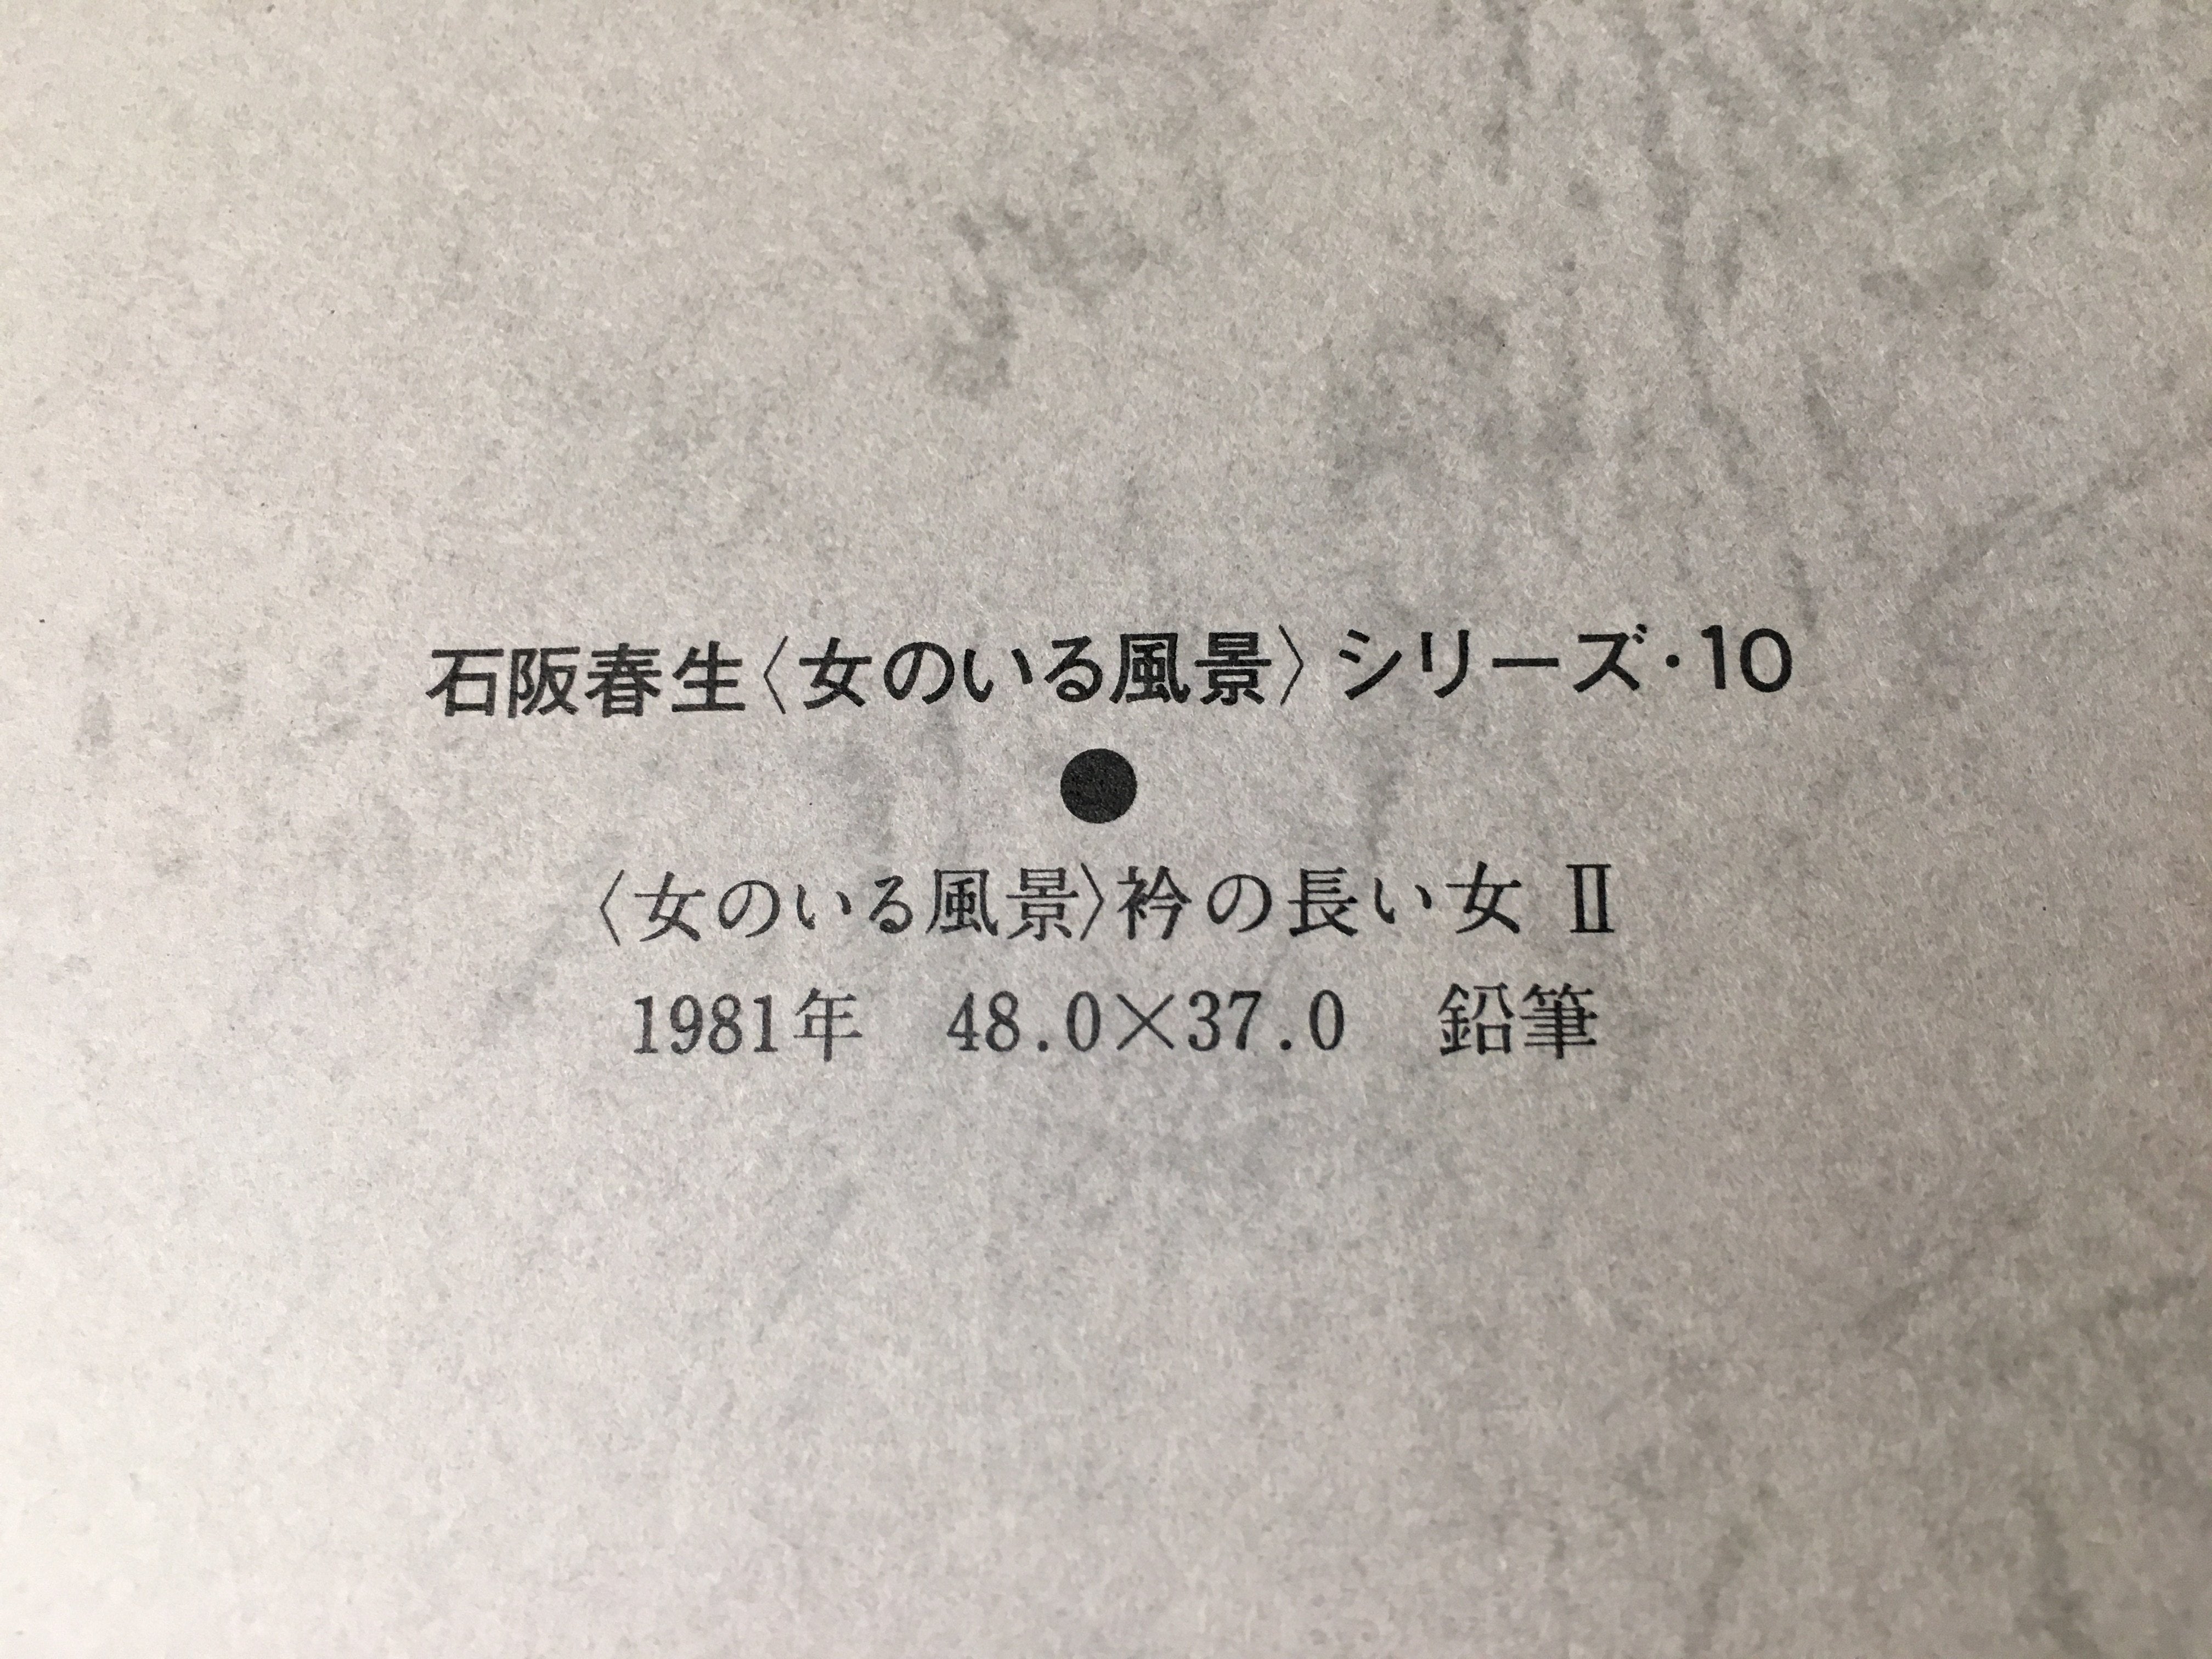 石阪春生〈女のいる風景〉シリーズ・10
●
〈女のいる風景〉衿の長い女 Ⅱ
1981年　48.0×37.0　鉛筆